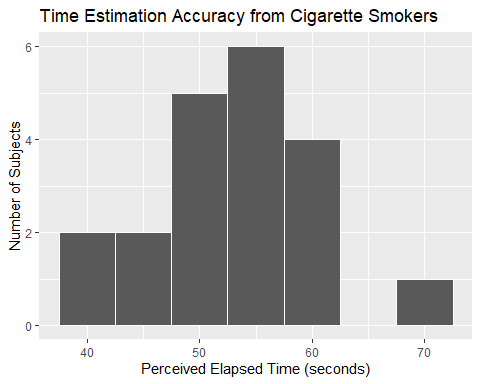 Time Estimation Accuracy from Cigarette Smokers
6
4
2
0
Number of Subjects
40 50 60 70
Perceived Elapsed Time (seconds)